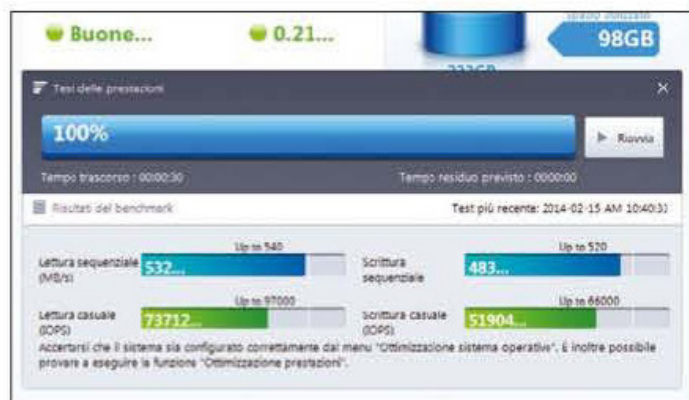 Buone...
0.21...
98GB
Test delle prestazioni
100%
Riavvia
Tempo trascorso : 00:00:30
Tempo residuo previsto : 00:00:00
Risultati del benchmark
Test più recente: 2014-02-15 AM 10:40:33
Up to 540
Up to 520
Lettura sequenziale (MB/s)
532...
Scrittura sequenziale
483...
Up to 97000
Up to 66000
Lettura casuale (IOPS)
73712...
Scrittura casuale (IOPS)
51904...
Accertarsi che il sistema sia configurato correttamente dal menu "Ottimizzazione sistema operativo". È inoltre possibile
provare a eseguire la funzione "Ottimizzazione prestazioni".